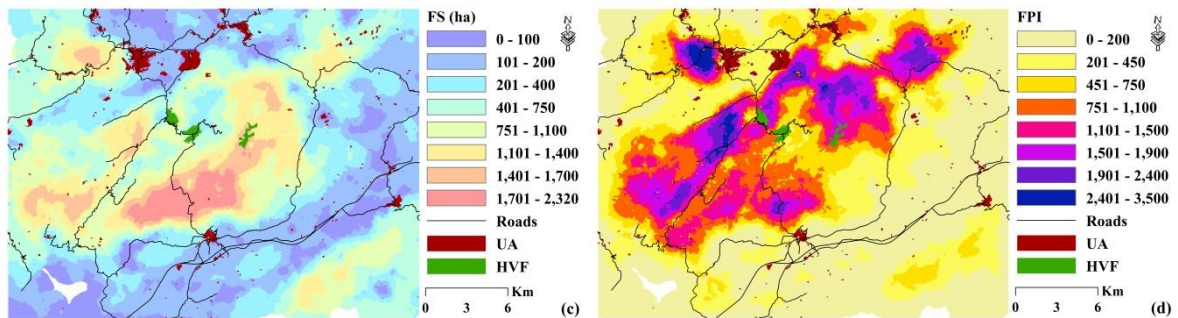 FS (ha)
N
0 - 100
101 - 200
201 - 400
401 - 750
751 - 1,100
1,101 - 1,400
1,401 - 1,700
1,701 - 2,320
Roads
UA
HVF
Km
0 3 6
(c)
FPI
N
0 - 200
201 - 450
451 - 750
751 - 1,100
1,101 - 1,500
1,501 - 1,900
1,901 - 2,400
2,401 - 3,500
Roads
UA
HVF
Km
0 3 6
(d)